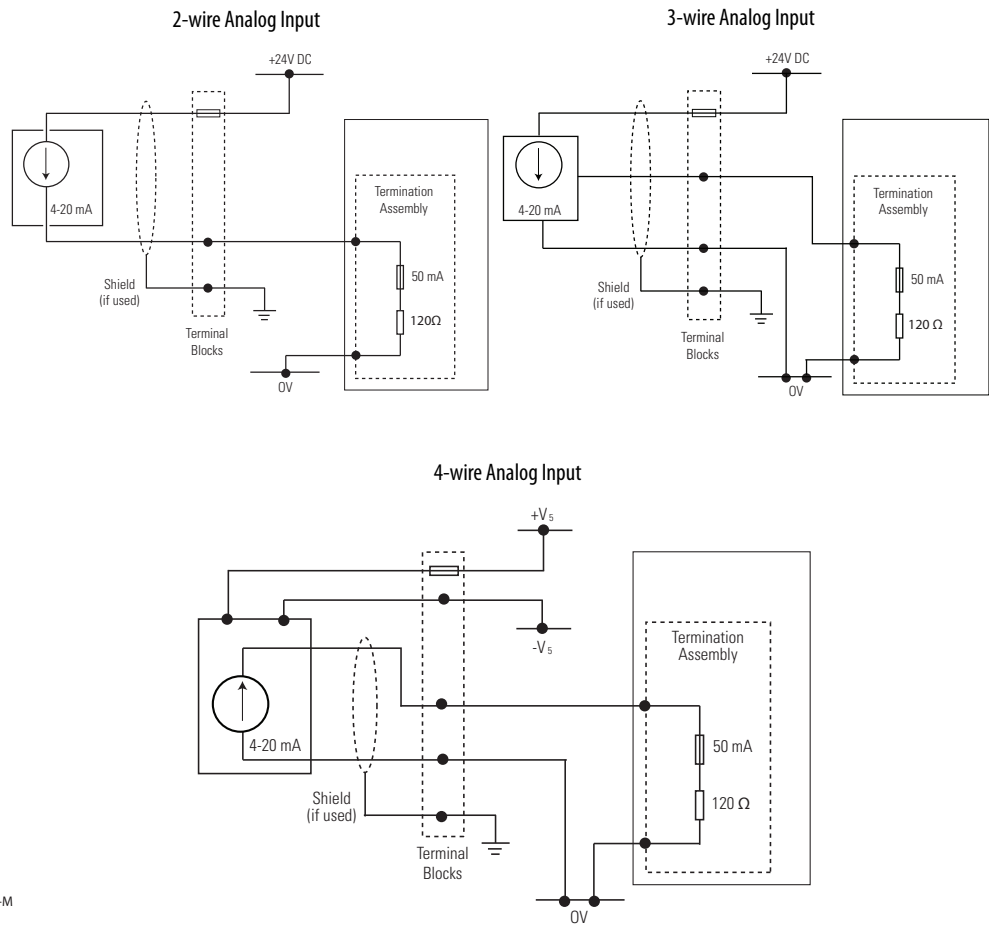 2-wire Analog Input
+24V DC
4-20 mA
Termination
Assembly
50 mA
120Ω
Shield
(if used)
Terminal
Blocks
0V
3-wire Analog Input
+24V DC
4-20 mA
Termination
Assembly
50 mA
120 Ω
Shield
(if used)
Terminal
Blocks
0V
4-wire Analog Input
+V5
-V5
4-20 mA
Termination
Assembly
50 mA
120 Ω
Shield
(if used)
Terminal
Blocks
0V
-M